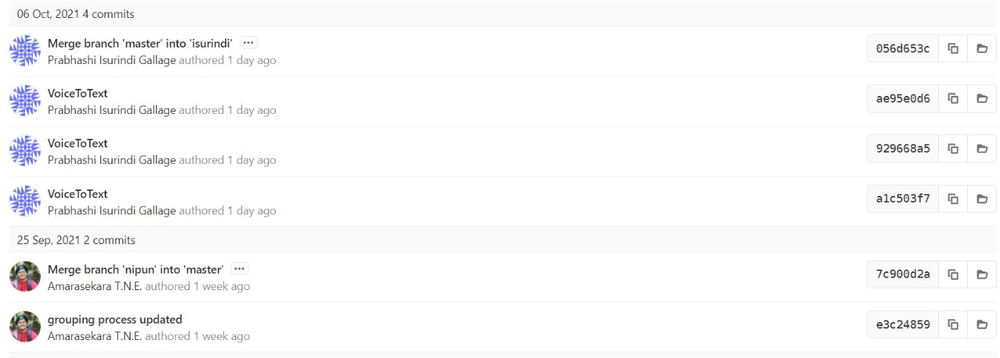 06 Oct, 2021 4 commits
Merge branch 'master' into 'isurindi' ...
Prabhashi Isurindi Gallage authored 1 day ago
056d653c
VoiceToText
Prabhashi Isurindi Gallage authored 1 day ago
ae95e0d6
VoiceToText
Prabhashi Isurindi Gallage authored 1 day ago
929668a5
VoiceToText
Prabhashi Isurindi Gallage authored 1 day ago
a1c503f7
25 Sep, 2021 2 commits
Merge branch 'nipun' into 'master' ...
Amarasekara T.N.E. authored 1 week ago
7c900d2a
grouping process updated
Amarasekara T.N.E. authored 1 week ago
e3c24859